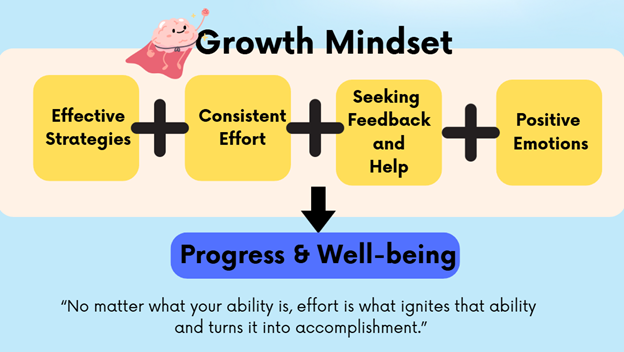 Growth Mindset
Effective
Strategies
Consistent
Effort
Seeking
Feedback
and
Help
Positive
Emotions
Progress & Well-being
“No matter what your ability is, effort is what ignites that ability
and turns it into accomplishment.”